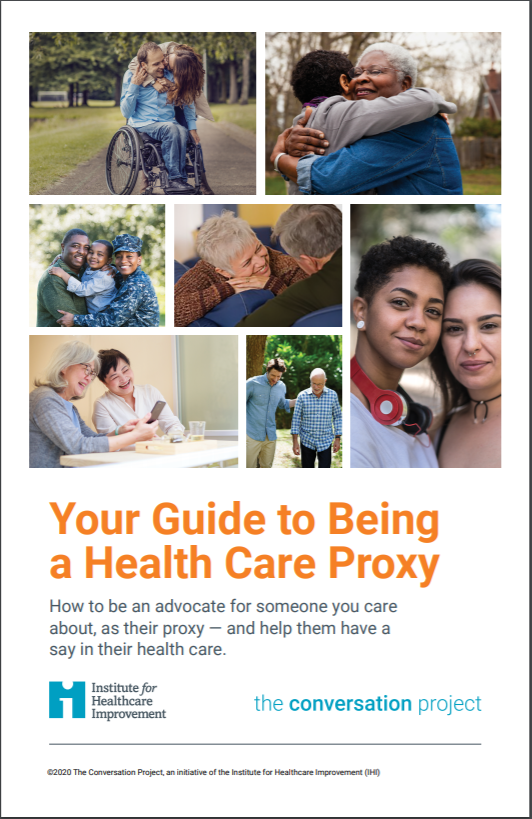 Your Guide to Being
a Health Care Proxy
How to be an advocate for someone you care
about, as their proxy — and help them have a
say in their health care.
Institute for
Healthcare
Improvement
the conversation project
©2020 The Conversation Project, an initiative of the Institute for Healthcare Improvement (IHI)